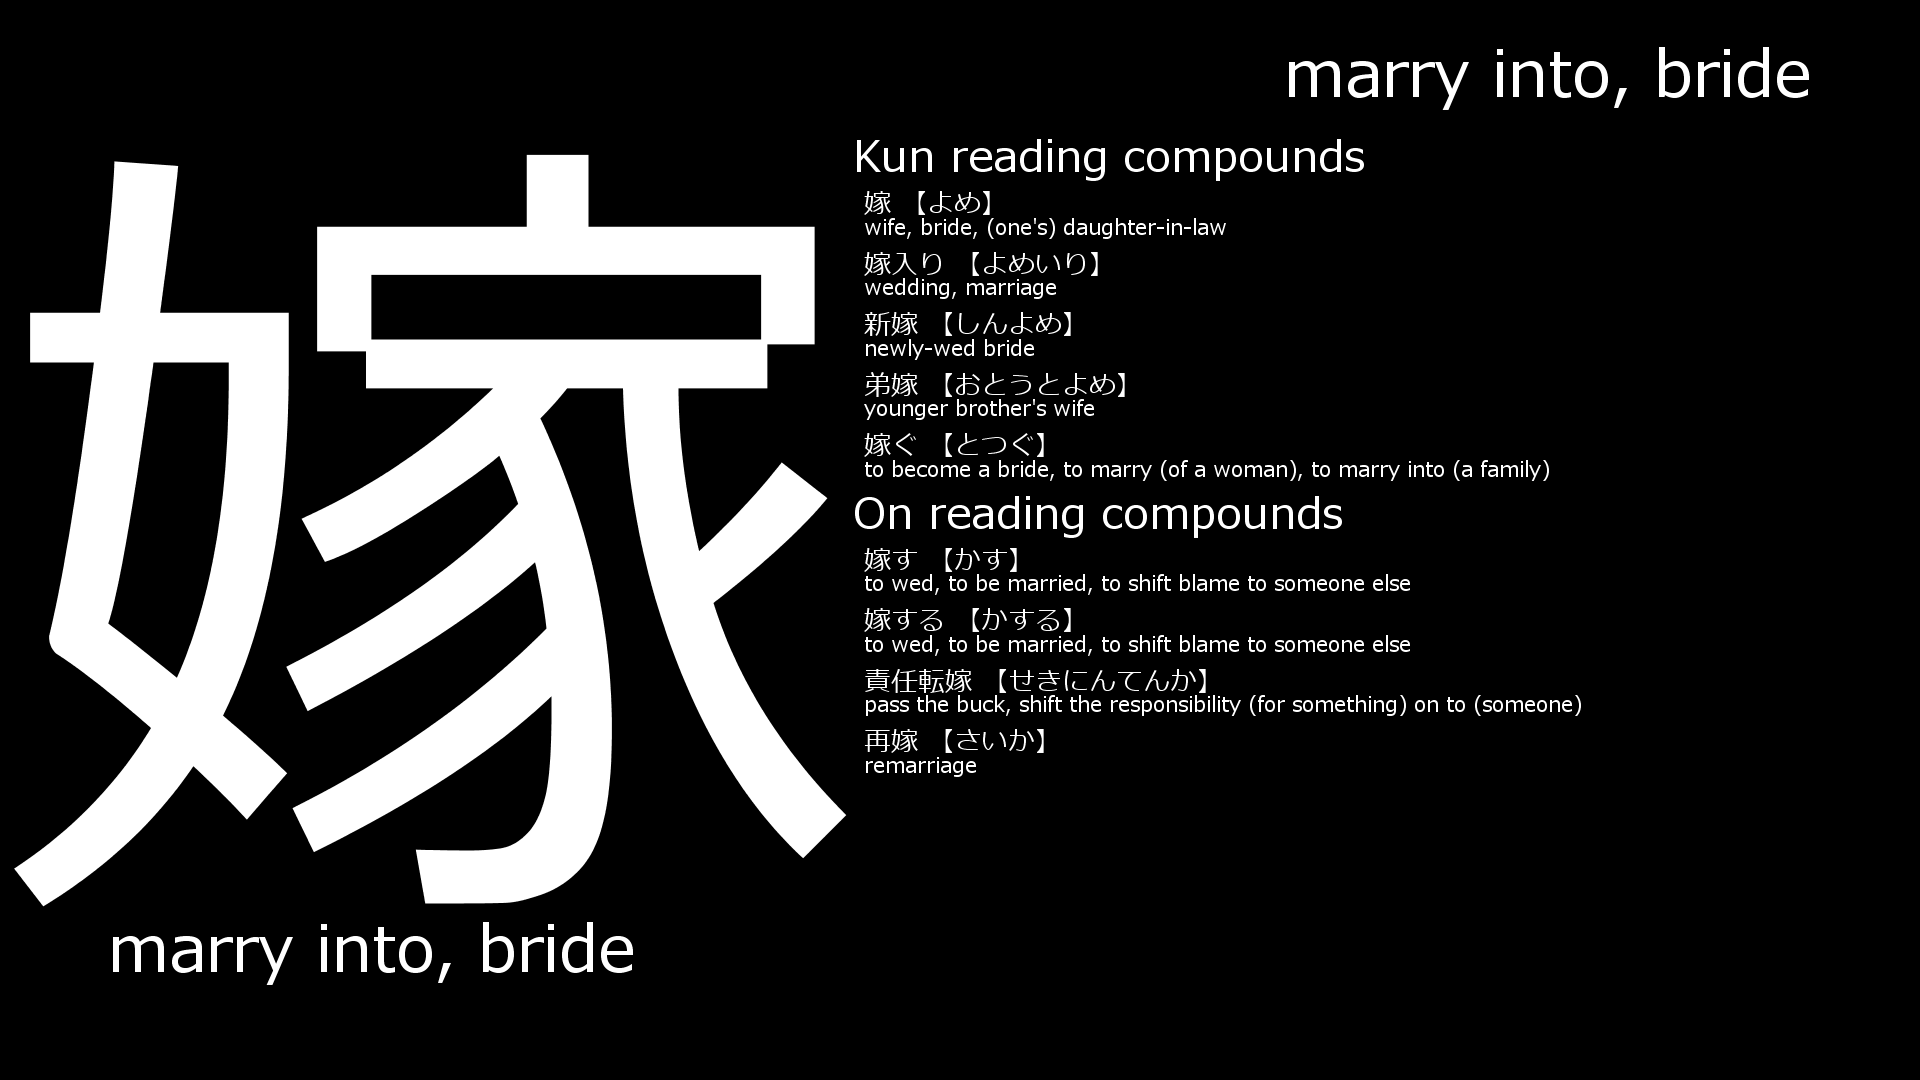 marry into, bride
嫁
marry into, bride
Kun reading compounds
嫁 【よめ】
wife, bride, (one's) daughter-in-law
嫁入り 【よめいり】
wedding, marriage
新嫁 【しんよめ】
newly-wed bride
弟嫁 【おとうとよめ】
younger brother's wife
嫁ぐ 【とつぐ】
to become a bride, to marry (of a woman), to marry into (a family)
On reading compounds
嫁す 【かす】
to wed, to be married, to shift blame to someone else
嫁する 【かする】
to wed, to be married, to shift blame to someone else
責任転嫁 【せきにんてんか】
pass the buck, shift the responsibility (for something) on to (someone)
再嫁 【さいか】
remarriage